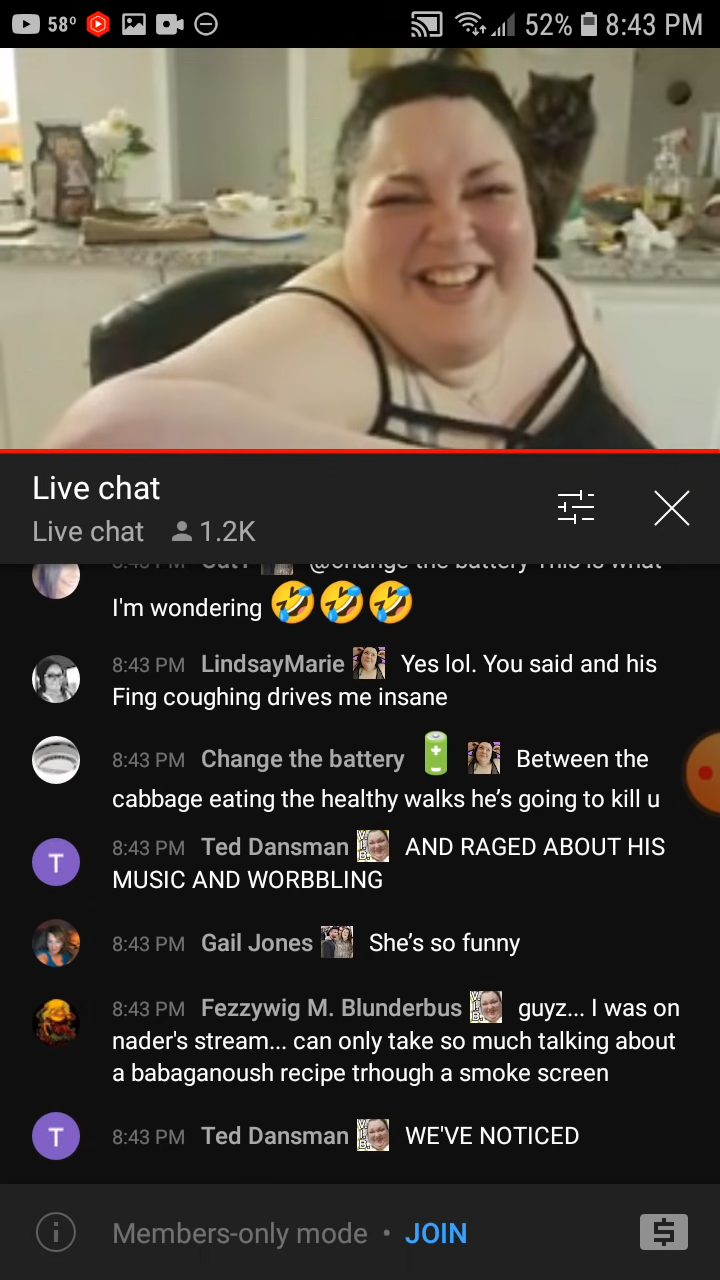 58°
52% 8:43 PM
Live chat
Live chat 1.2K
@change the battery This is what
I'm wondering 🤣🤣🤣
8:43 PM LindsayMarie Yes lol. You said and his
Fing coughing drives me insane
8:43 PM Change the battery 🔋 Between the
cabbage eating the healthy walks he’s going to kill u
T
8:43 PM Ted Dansman AND RAGED ABOUT HIS
MUSIC AND WORBBLING
8:43 PM Gail Jones She’s so funny
8:43 PM Fezzywig M. Blunderbus guyz... I was on
nader's stream... can only take so much talking about
a babaganoush recipe trhough a smoke screen
T
8:43 PM Ted Dansman WE'VE NOTICED
Members-only mode • JOIN